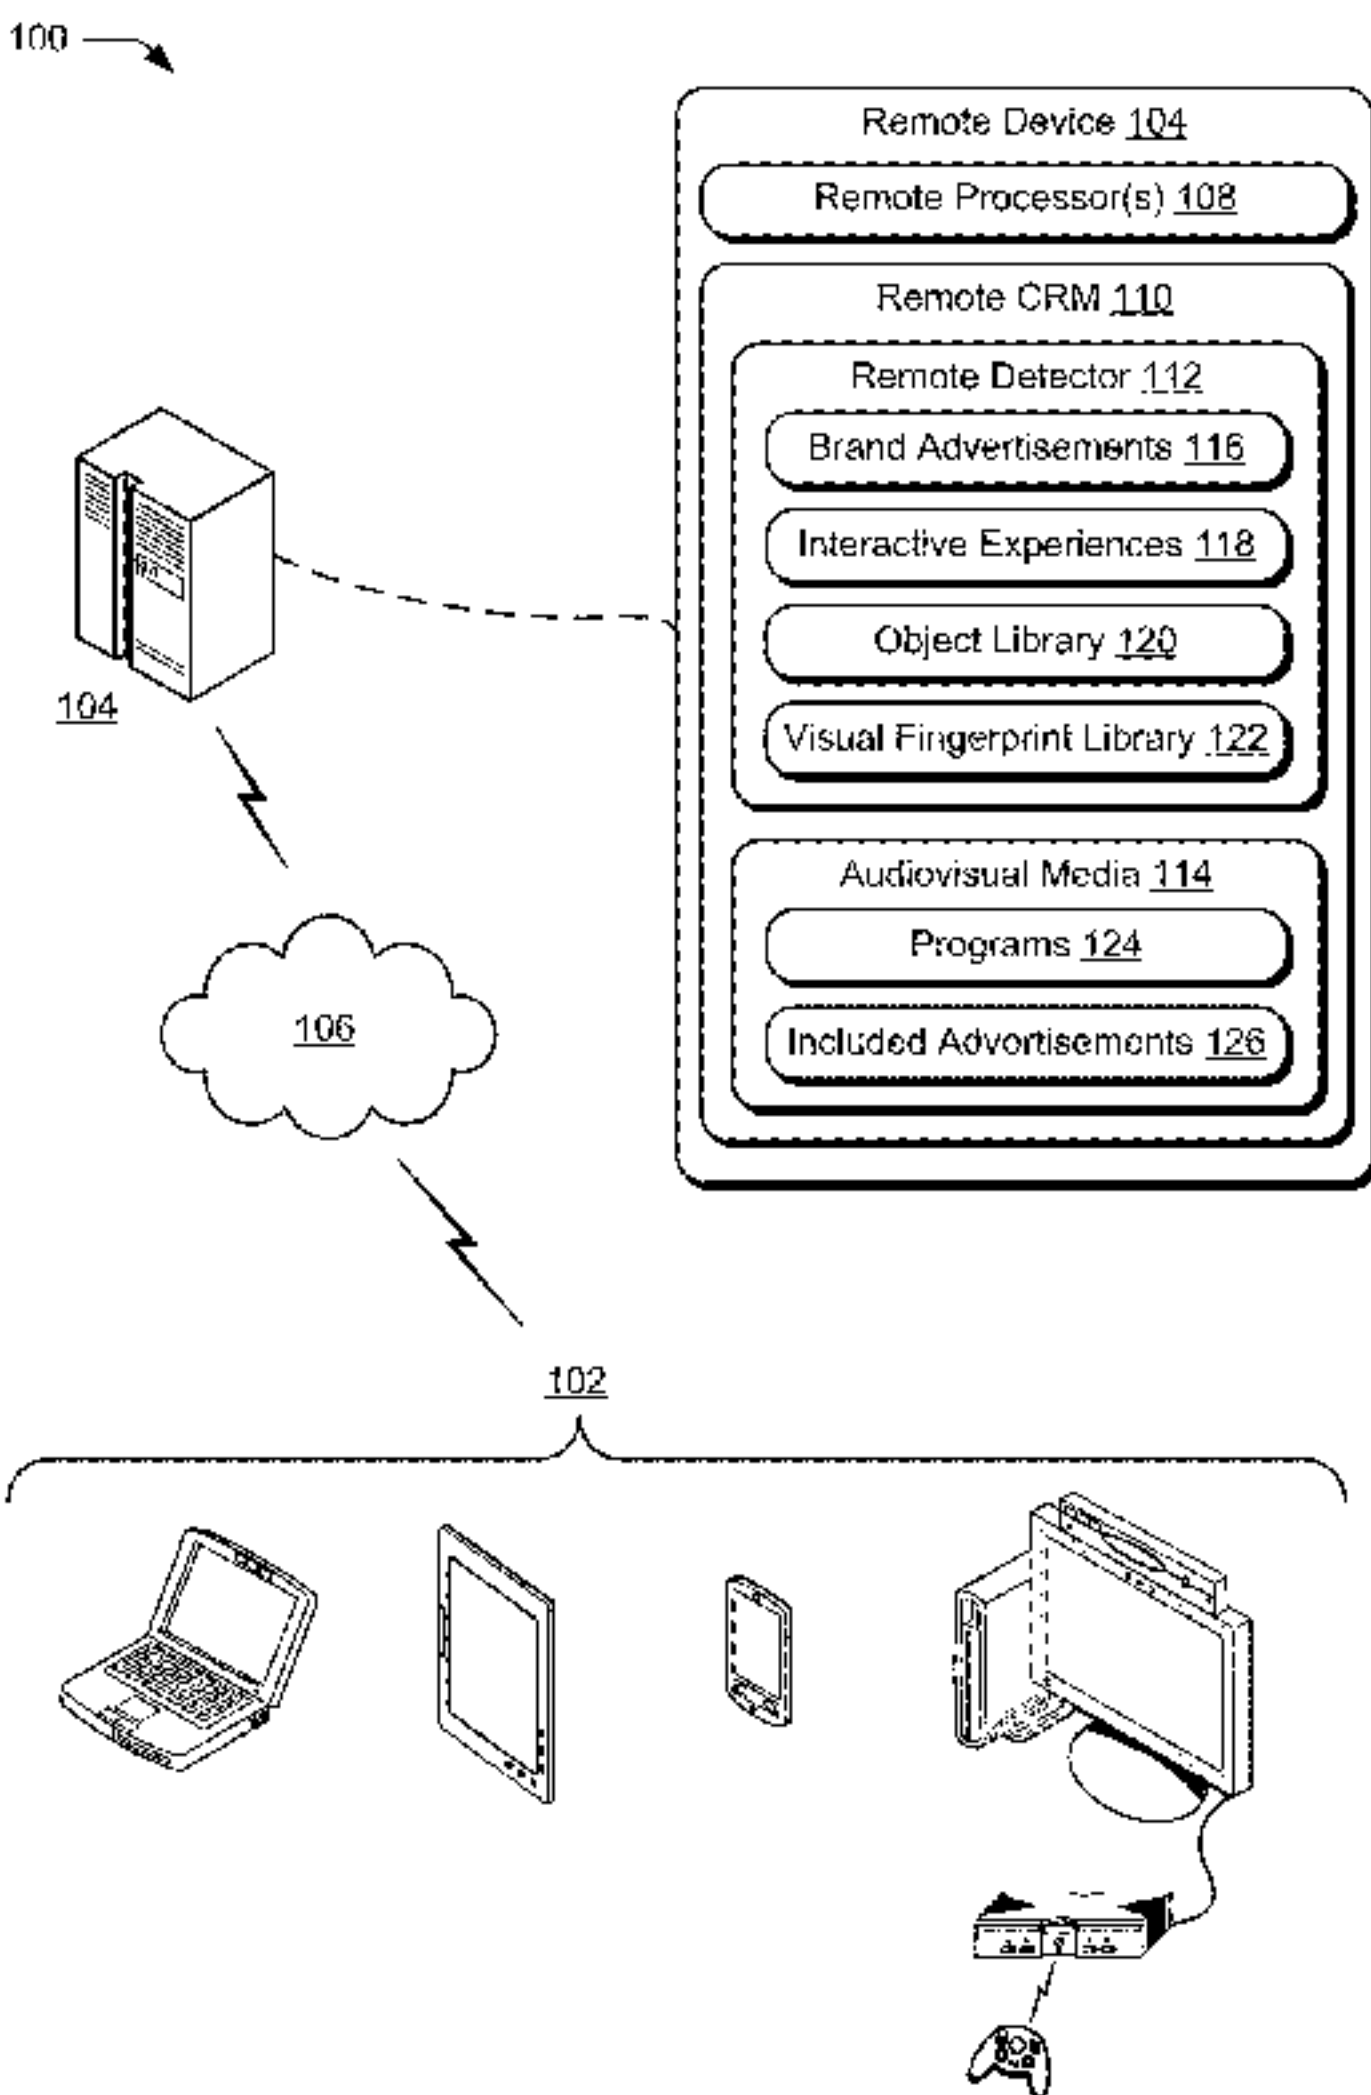 100
Remote Device 104
Remote Processor(s) 108
Remote CRM 110
Remote Detector 112
Brand Advertisements 116
Interactive Experiences 118
Object Library 120
Visual Fingerprint Library 122
Audiovisual Media 114
Programs 124
Included Advertisements 126
104
106
102